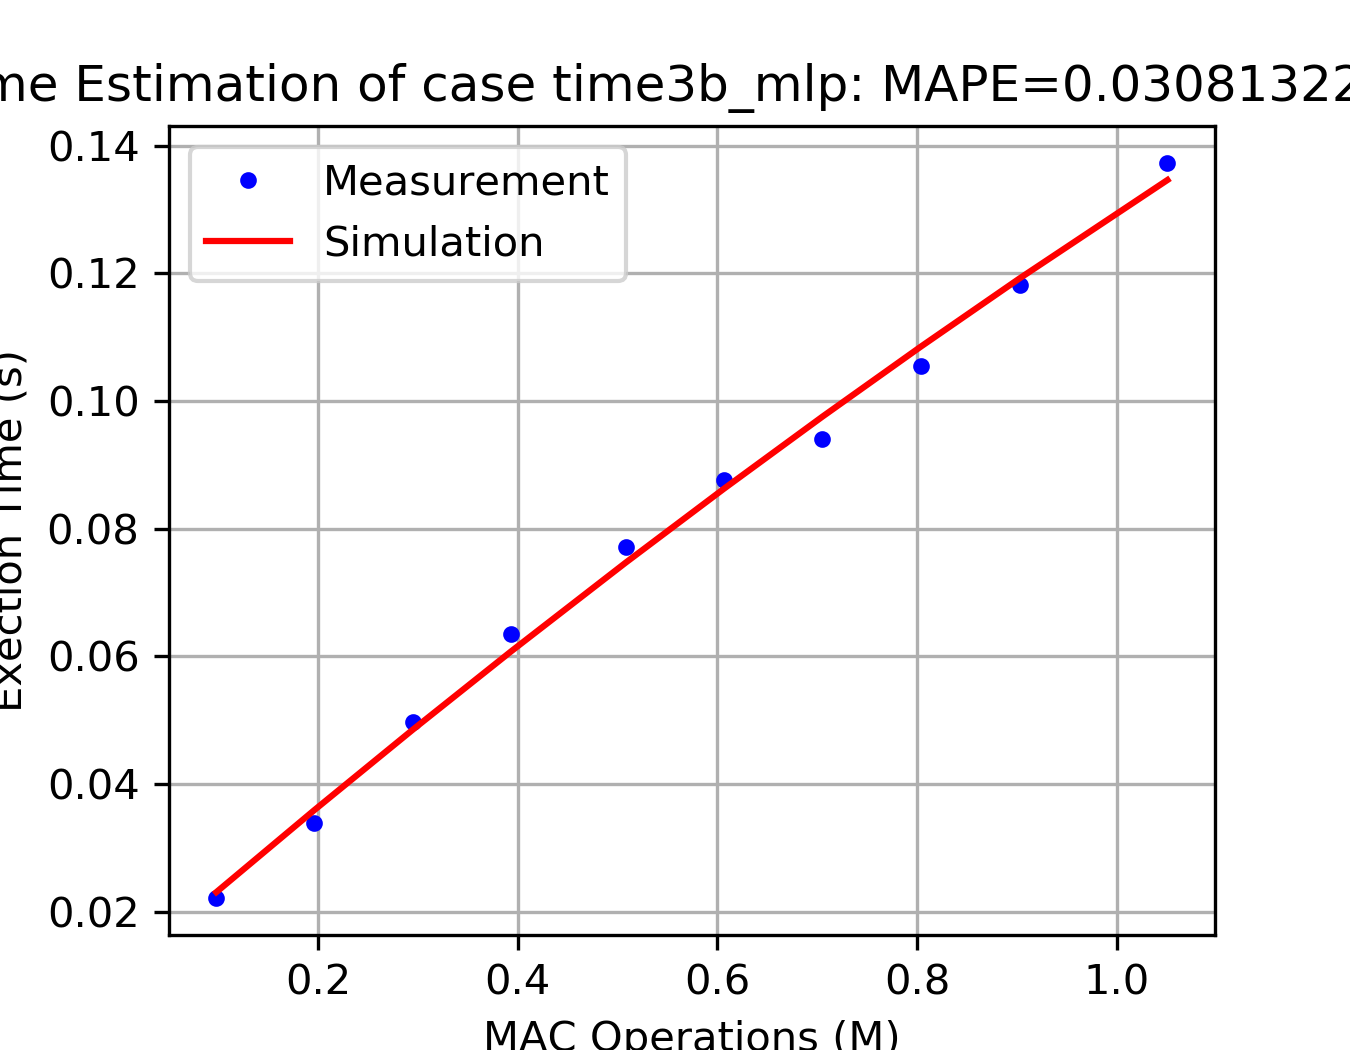 me Estimation of case time3b_mlp: MAPE=0.03081322
Measurement
Simulation
Exection Time (s)
0.14
0.12
0.10
0.08
0.06
0.04
0.02
0.2 0.4 0.6 0.8 1.0
MAC Operations (M)